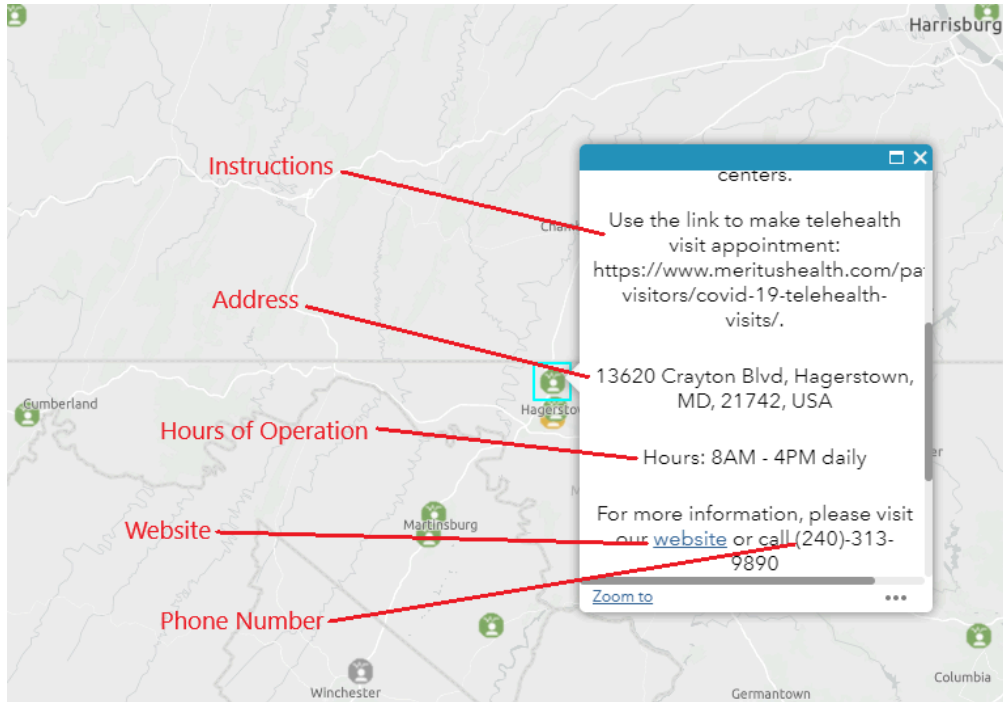 Harrisburg
Instructions
centers.
Use the link to make telehealth
visit appointment:
https://www.meritushealth.com/pa
visitors/covid-19-telehealth-
visits/.
Address
13620 Crayton Blvd, Hagerstown,
MD, 21742, USA
Cumberland
Hours of Operation
Hours: 8AM - 4PM daily
Martinsburg
Website
For more information, please visit
our website or call (240)-313-
9890
Phone Number
Zoom to
Winchester
Germantown
Columbia